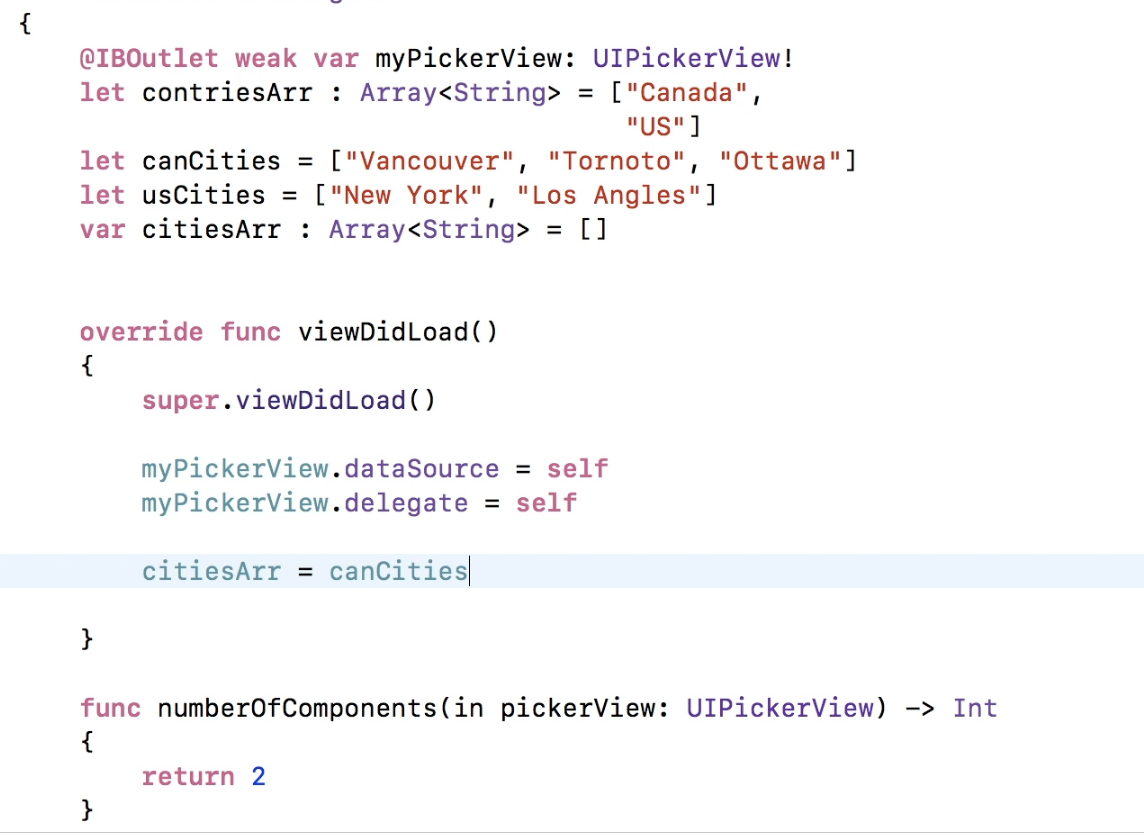 {
@IBOutlet weak var myPickerView: UIPickerView!
let contriesArr : Array<String> = ["Canada",
"US"]
let canCities = ["Vancouver", "Tornoto", "Ottawa"]
let usCities = ["New York", "Los Angles"]
var citiesArr : Array<String> = []
override func viewDidLoad()
{
super.viewDidLoad()
myPickerView.dataSource = self
myPickerView.delegate = self
citiesArr = canCities
}
func numberOfComponents(in pickerView: UIPickerView) -> Int
{
return 2
}